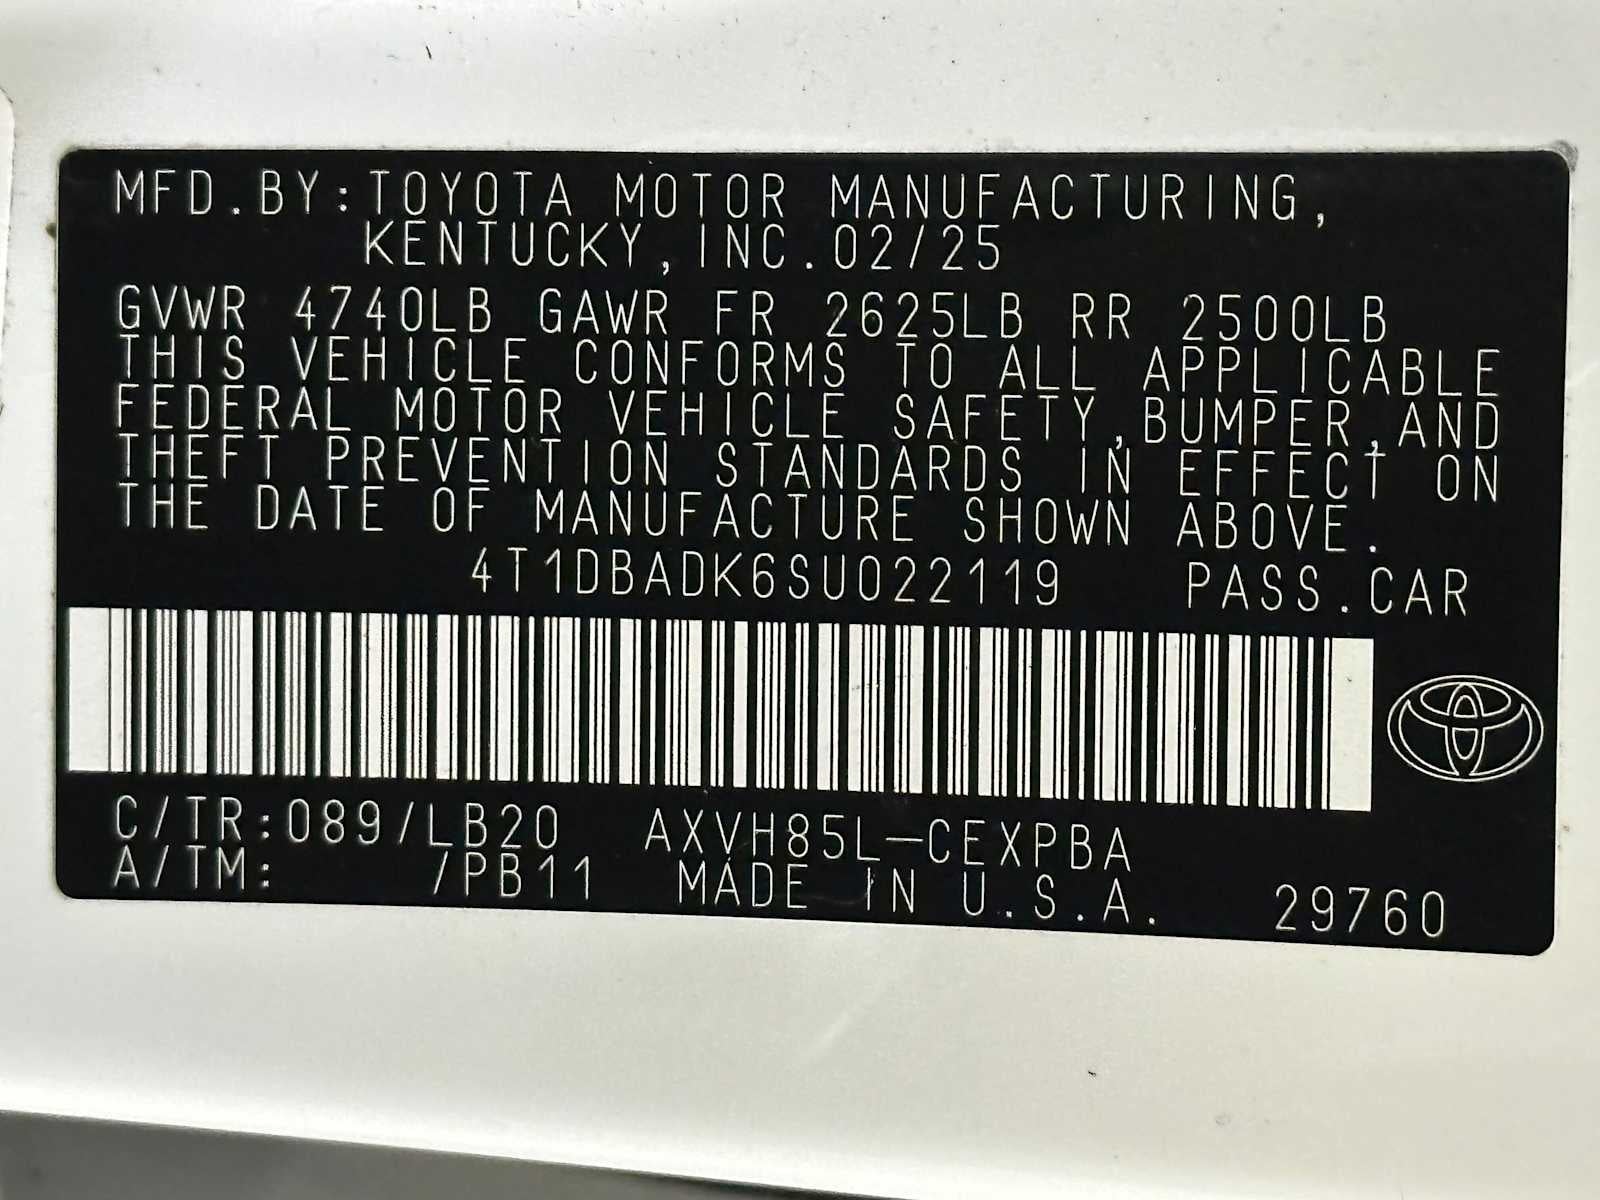 MFD.BY:TOYOTA MOTOR MANUFACTURING,
KENTUCKY,INC.02/25
GVWR 4740LB GAWR FR 2625LB RR 2500LB
THIS VEHICLE CONFORMS TO ALL APPLICABLE
FEDERAL MOTOR VEHICLE SAFETY,BUMPER,AND
THEFT PREVENTION STANDARDS IN EFFECT ON
THE DATE OF MANUFACTURE SHOWN ABOVE.
4T1DBADK6SU022119 PASS.CAR
C/TR:089/LB20 AXVH85L-CEXPBA
A/TM: /PB11 MADE IN U.S.A. 29760